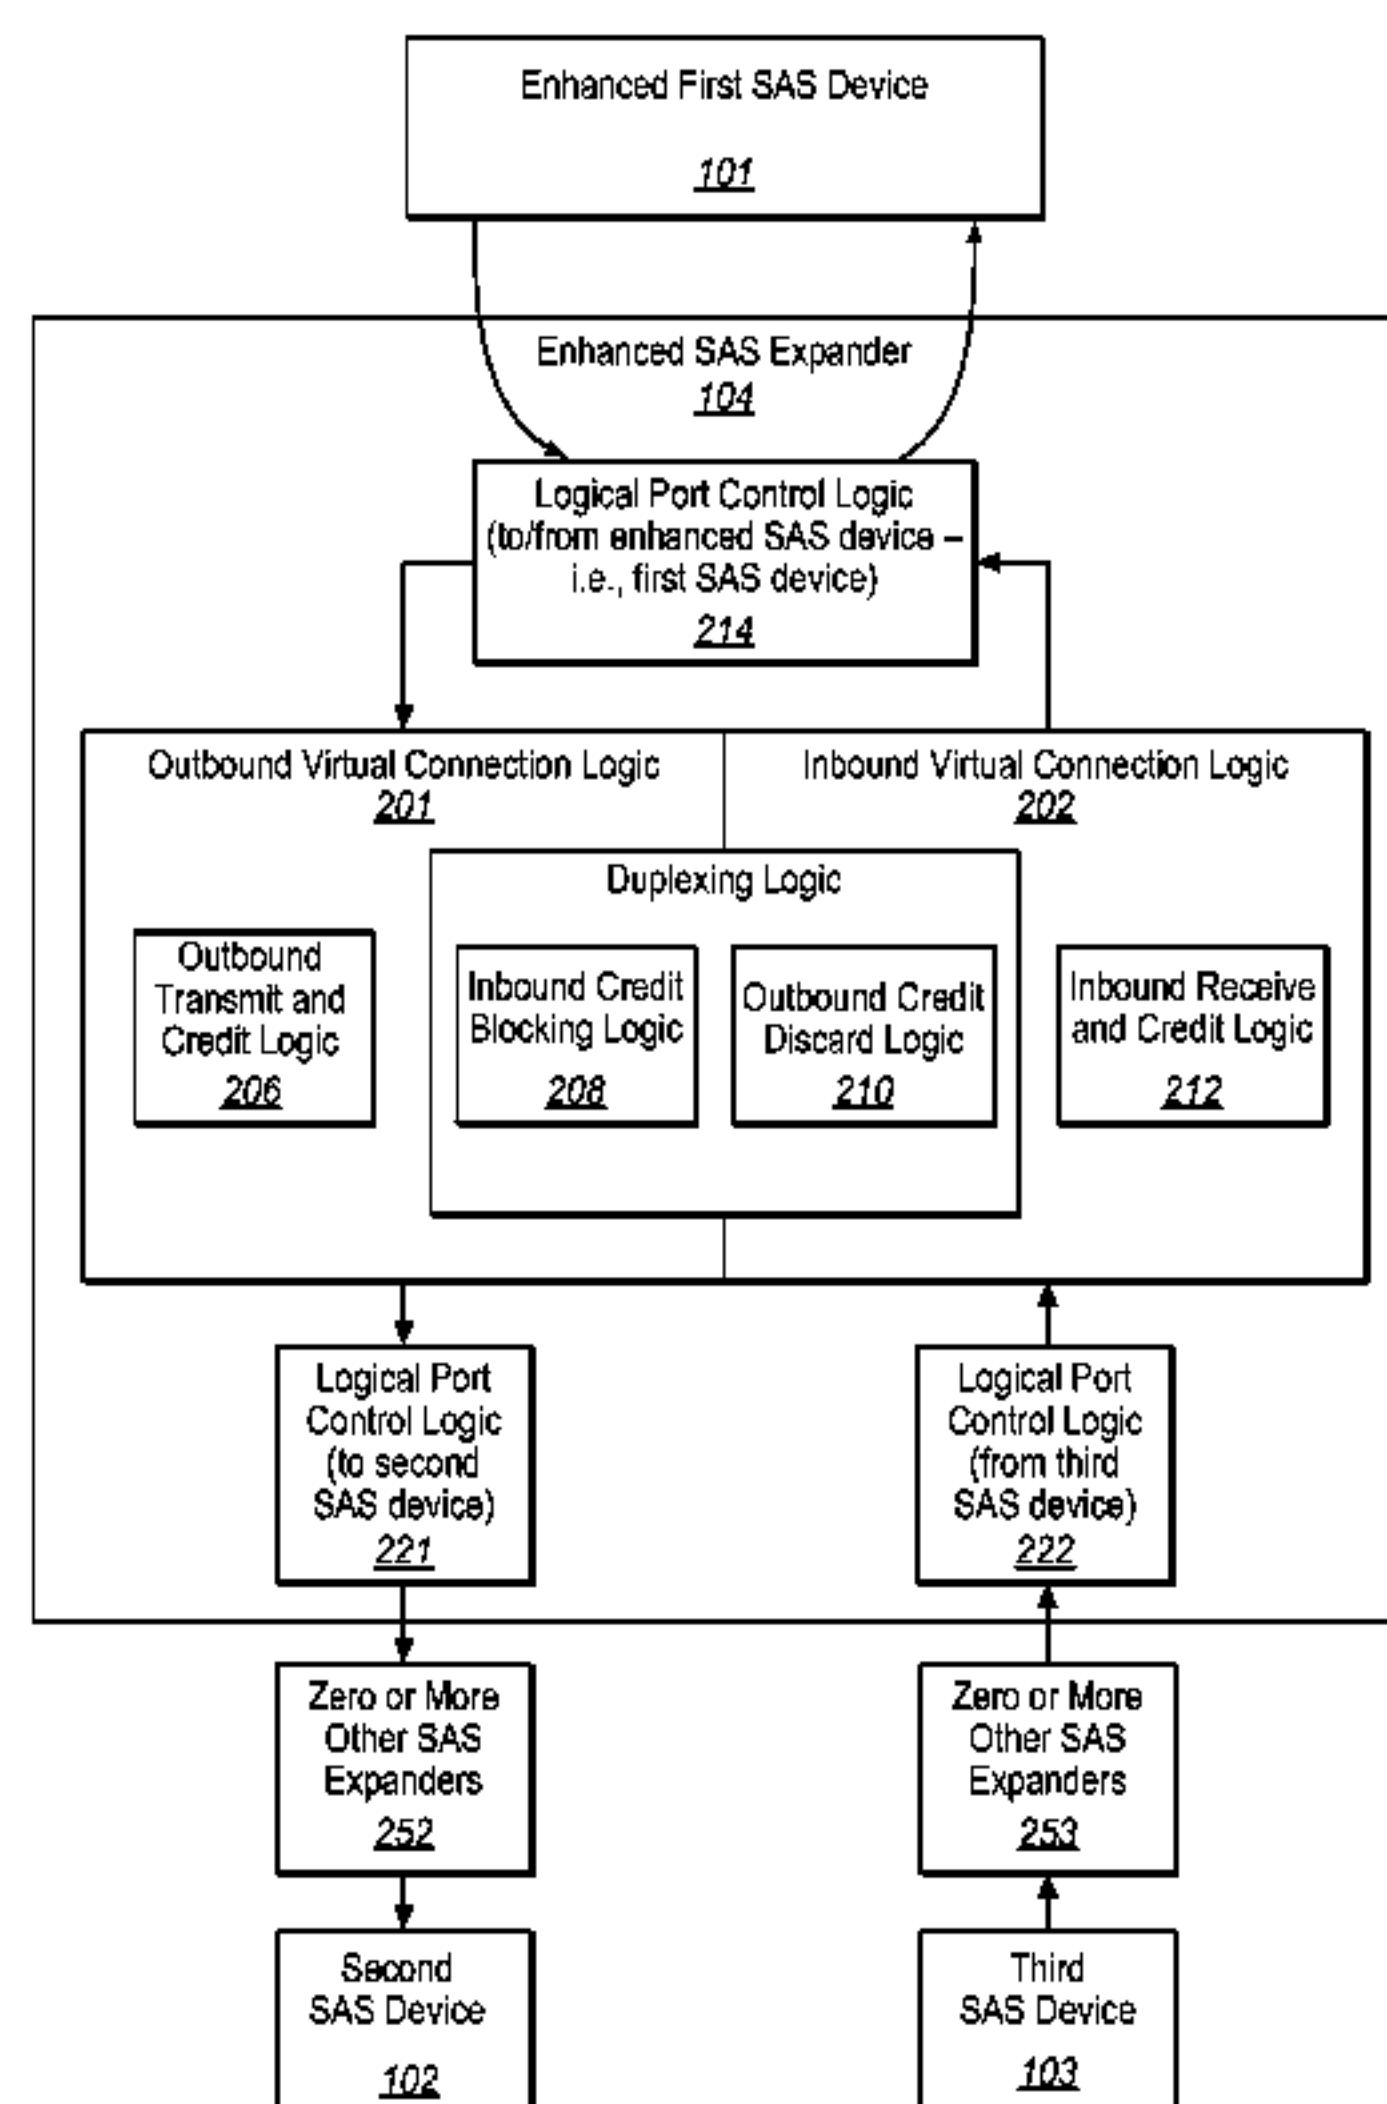 Enhanced First SAS Device
101
Enhanced SAS Expander
104
Logical Port Control Logic
(to/from enhanced SAS device –
i.e., first SAS device)
214
Outbound Virtual Connection Logic
201
Inbound Virtual Connection Logic
202
Duplexing Logic
Outbound
Transmit and
Credit Logic
206
Inbound Credit
Blocking Logic
208
Outbound Credit
Discard Logic
210
Inbound Receive
and Credit Logic
212
Logical Port
Control Logic
(to second
SAS device)
221
Logical Port
Control Logic
(from third
SAS device)
222
Zero or More
Other SAS
Expanders
252
Zero or More
Other SAS
Expanders
253
Second
SAS Device
102
Third
SAS Device
103